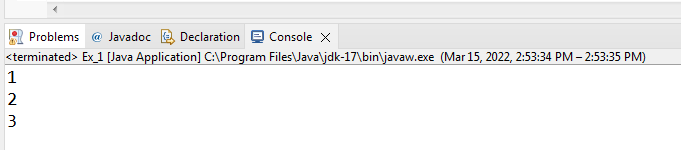 Problems @ Javadoc Declaration Console
<terminated> Ex_1 [Java Application] C:\Program Files\Java\jdk-17\bin\javaw.exe (Mar 15, 2022, 2:53:34 PM – 2:53:35 PM)
1
2
3